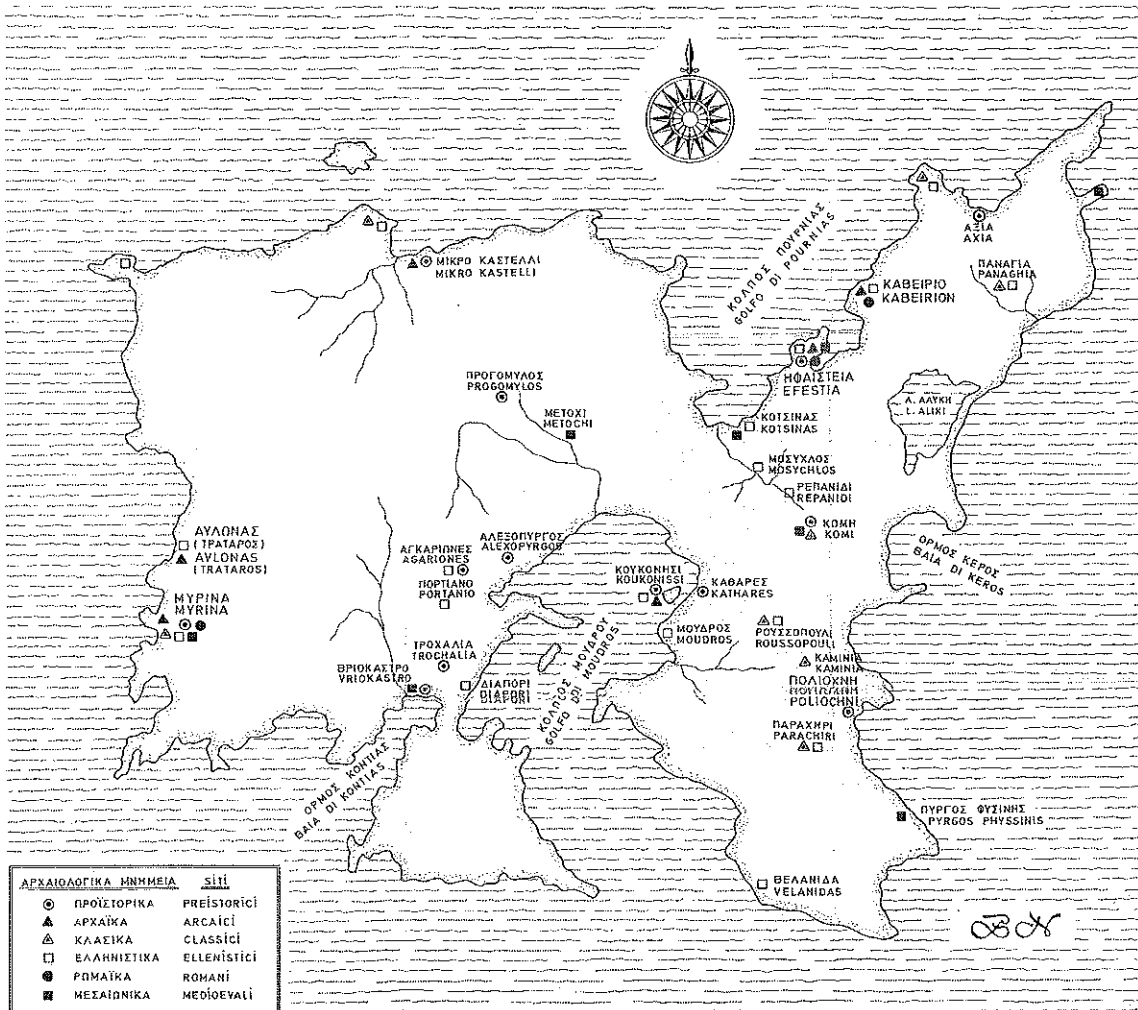 ΑΞΙΑ
AXIA
ΠΑΝΑΓΙΑ
PANAGHIA
ΚΟΛΠΟΣ ΠΟΥΡΝΙΑΣ
GOLFO DI POURNIAS
ΜΙΚΡΟ ΚΑΣΤΕΛΛΙ
MIKRO KASTELLI
ΚΑΒΕΙΡΙΟ
KABEIRION
ΗΦΑΙΣΤΕΙΑ
EFESTIA
ΠΡΟΓΟΜΥΛΟΣ
PROGOMYLOS
Λ. ΑΛΥΚΗ
L. ALIKI
ΜΕΤΟΧΙ
METOCHI
ΚΟΤΣΙΝΑΣ
KOTSINAS
ΜΟΣΥΧΛΟΣ
MOSYCHLOS
ΡΕΠΑΝΙΔΙ
REPANIDI
ΚΩΜΗ
KOMI
ΟΡΜΟΣ ΚΕΡΟΣ
BAIA DI KEROS
ΑΥΛΩΝΑΣ
(ΤΡΑΤΑΡΟΣ)
AVLONAS
(TRATAROS)
ΑΛΕΞΟΠΥΡΓΟΣ
ALEXOPYRGOS
ΑΓΚΑΡΙΩΝΕΣ
AGARIONES
ΠΟΡΤΙΑΝΟ
PORTANIO
ΚΟΥΚΟΝΗΣΙ
KOUKONISSI
ΚΑΘΑΡΕΣ
KATHARES
ΜΥΡΙΝΑ
MYRINA
ΜΟΥΔΡΟΣ
MOUDROS
ΡΟΥΣΣΟΠΟΥΛΙ
ROUSSOPOULI
ΚΑΜΙΝΙΑ
KAMINIA
ΤΡΟΧΑΛΙΑ
TROCHALIA
ΒΡΙΟΚΑΣΤΡΟ
VRIOKASTRO
ΔΙΑΠΟΡΙ
DIAPORI
ΚΟΛΠΟΣ ΜΟΥΔΡΟΥ
GOLFO DI MOUDROS
ΠΟΛΙΟΧΝΗ
POLIOCHNI
ΠΑΡΑΧΗΡΙ
PARACHIRI
ΟΡΜΟΣ ΚΟΝΤΙΑΣ
BAIA DI KONTIAS
ΠΥΡΓΟΣ ΦΥΣΙΝΗΣ
PYRGOS PHYSSINIS
ΒΕΛΑΝΙΔΑ
VELANIDAS
ΑΡΧΑΙΟΛΟΓΙΚΑ ΜΝΗΜΕΙΑ siti
ΠΡΟΪΣΤΟΡΙΚΑ PREiSTORiCi
ΑΡΧΑΪΚΑ ARCAiCi
ΚΛΑΣΙΚΑ CLASSiCi
ΕΛΛΗΝΙΣΤΙΚΑ ELLENiSTiCi
ΡΩΜΑΪΚΑ ROMANi
ΜΕΣΑΙΩΝΙΚΑ MEDiOEVALi